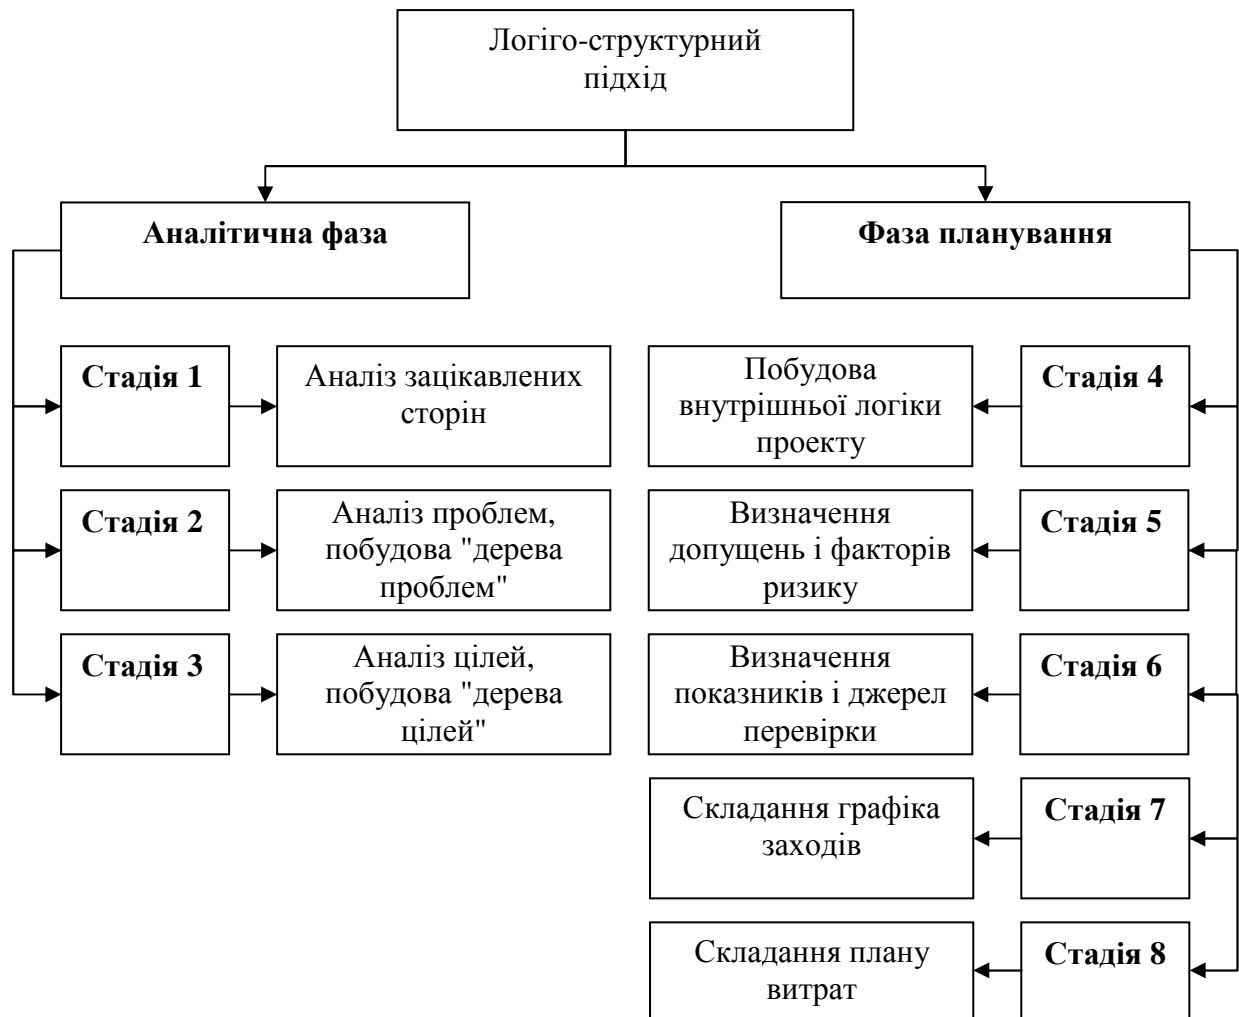 Логіго-структурний
підхід
Аналітична фаза
Фаза планування
Стадія 1
Аналіз зацікавлених
сторін
Стадія 2
Аналіз проблем,
побудова "дерева
проблем"
Стадія 3
Аналіз цілей,
побудова "дерева
цілей"
Побудова
внутрішньої логіки
проекту
Стадія 4
Визначення
допущень і факторів
ризику
Стадія 5
Визначення
показників і джерел
перевірки
Стадія 6
Складання графіка
заходів
Стадія 7
Складання плану
витрат
Стадія 8